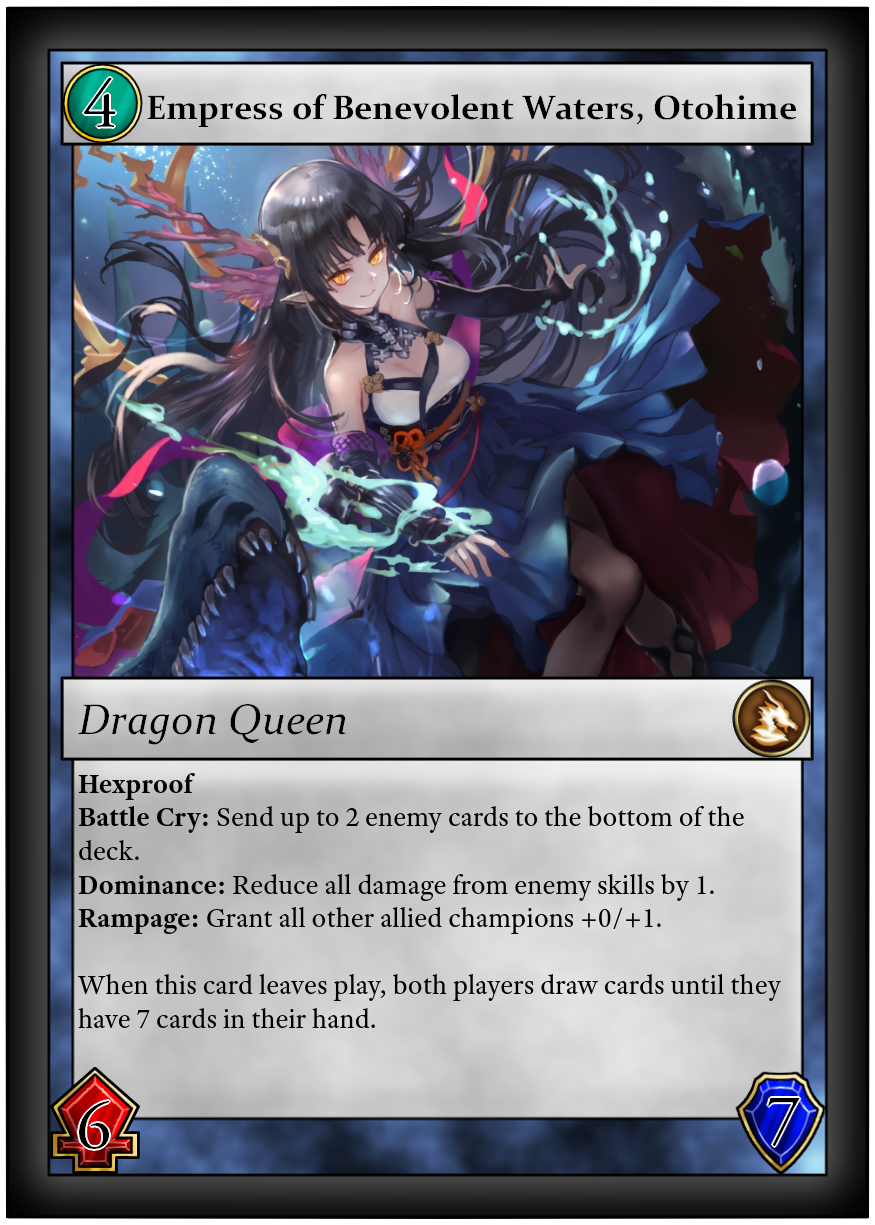 4
Empress of Benevolent Waters, Otohime
Dragon Queen
Hexproof
Battle Cry: Send up to 2 enemy cards to the bottom of the
deck.
Dominance: Reduce all damage from enemy skills by 1.
Rampage: Grant all other allied champions +0/+1.
When this card leaves play, both players draw cards until they
have 7 cards in their hand.
6
7